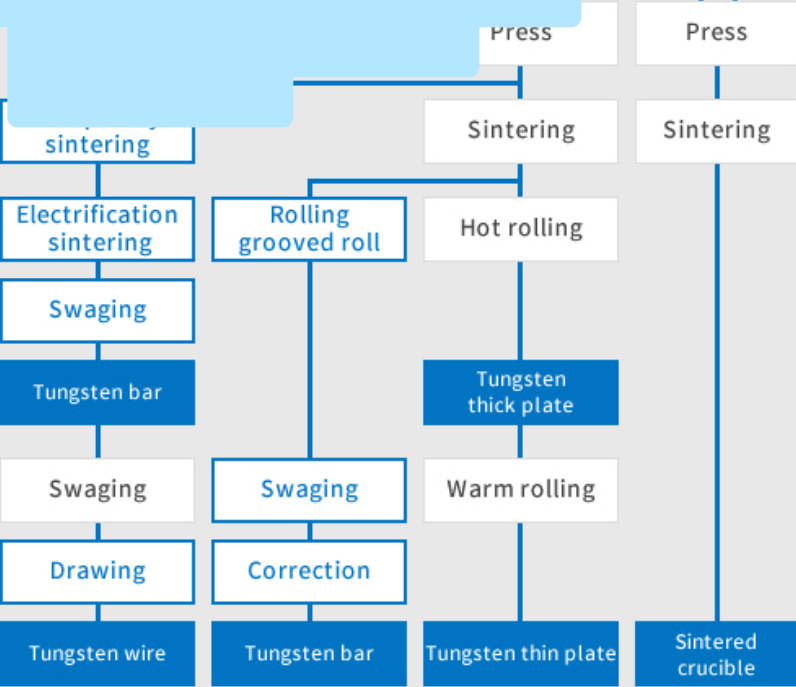 Press
Press
sintering
Sintering
Sintering
Electrification
sintering
Rolling
grooved roll
Hot rolling
Swaging
Tungsten bar
Tungsten
thick plate
Swaging
Swaging
Warm rolling
Drawing
Correction
Tungsten wire
Tungsten bar
Tungsten thin plate
Sintered
crucible